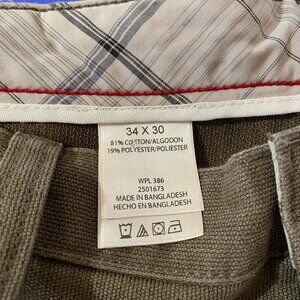 34 X 30
81% COTTON/ALGODON
19% POLYESTER/POLIESTER
WPL 386
2501673
MADE IN BANGLADESH
HECHO EN BANGLADESH